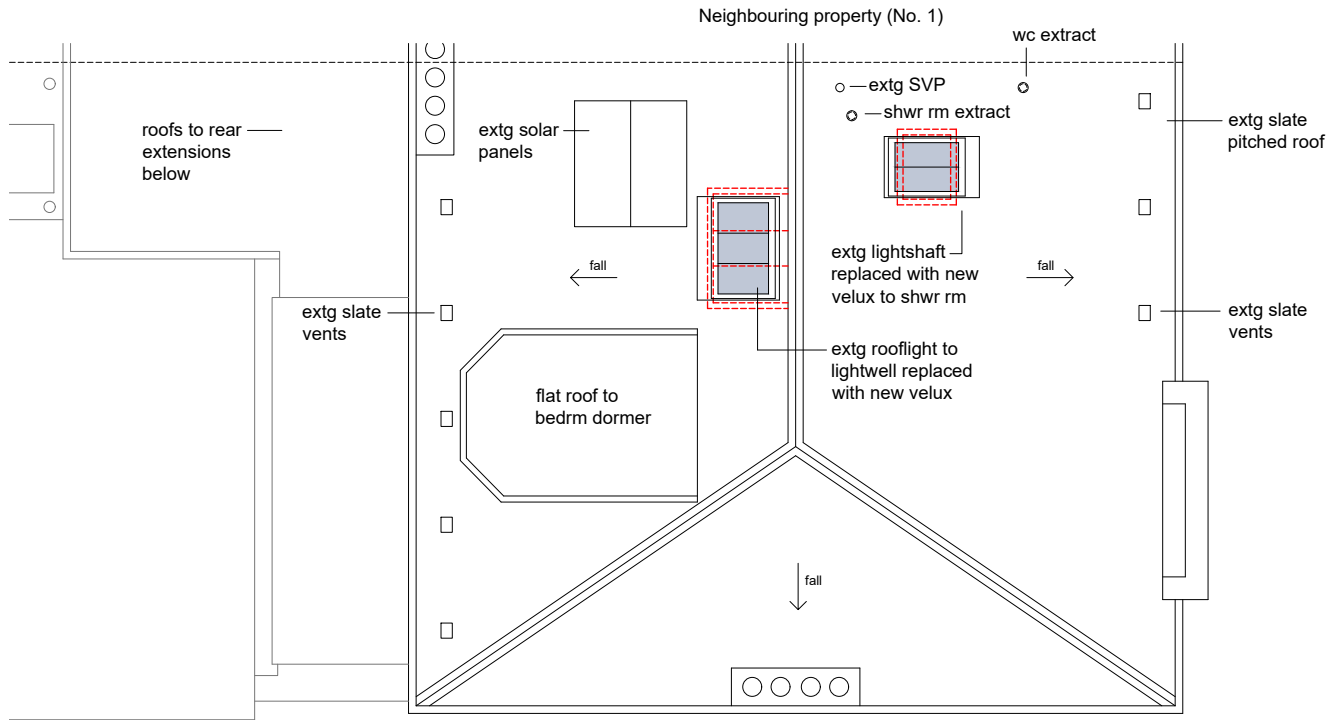 Neighbouring property (No. 1)
wc extract
extg SVP
shwr rm extract
roofs to rear
extensions
below
extg solar
panels
extg slate
pitched roof
extg lightshaft
replaced with new
velux to shwr rm
fall
fall
extg slate
vents
extg slate
vents
extg rooflight to
lightwell replaced
with new velux
flat roof to
bedrm dormer
fall